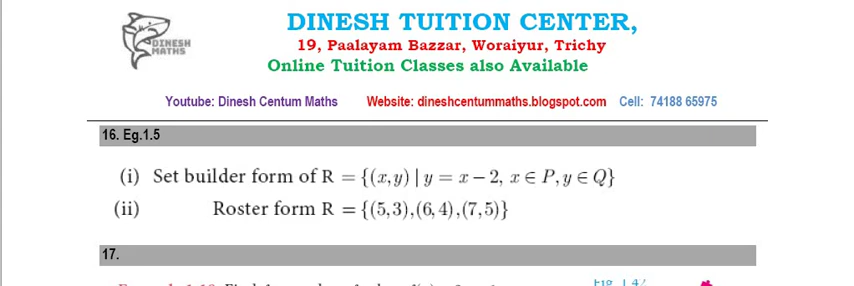 DINESH
MATHS
DINESH TUITION CENTER,
19, Paalayam Bazzar, Woraiyur, Trichy
Online Tuition Classes also Available
Youtube: Dinesh Centum Maths Website: dineshcentummaths.blogspot.com Cell: 74188 65975
16. Eg.1.5
(i) Set builder form of R = {(x,y) | y = x − 2, x ∈ P, y ∈ Q}
(ii) Roster form R = {(5,3),(6,4),(7,5)}
17.